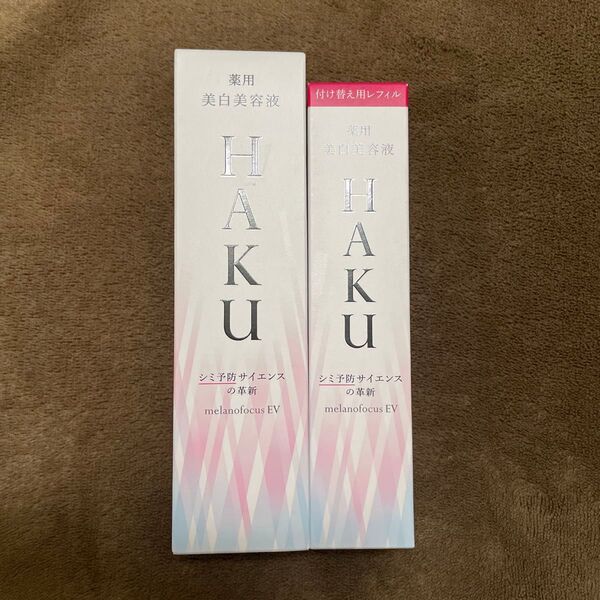 薬用
美白美容液
HAKU
シミ予防サイエンス
の革新
melanofocus EV
付け替え用レフィル
薬用
美白美容液
HAKU
シミ予防サイエンス
の革新
melanofocus EV